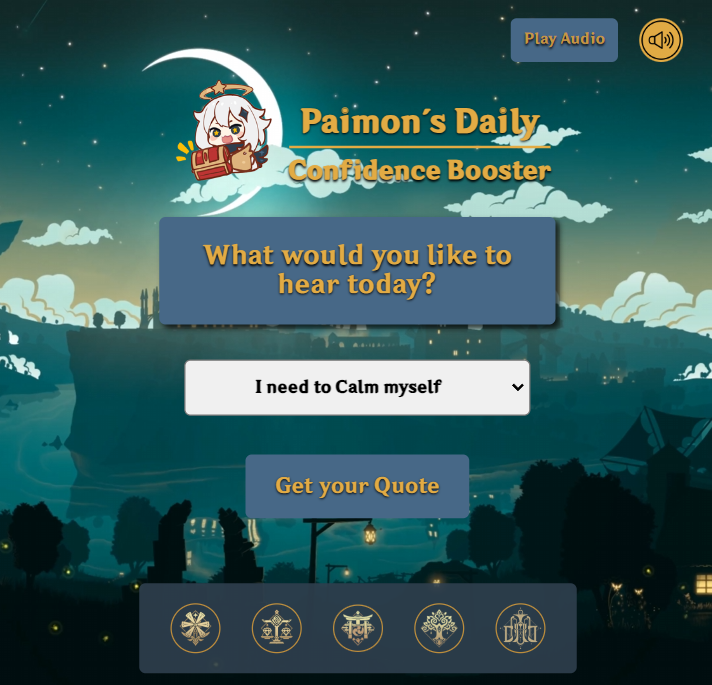 Play Audio
Paimon´s Daily
Confidence Booster
What would you like to
hear today?
I need to Calm myself
Get your Quote